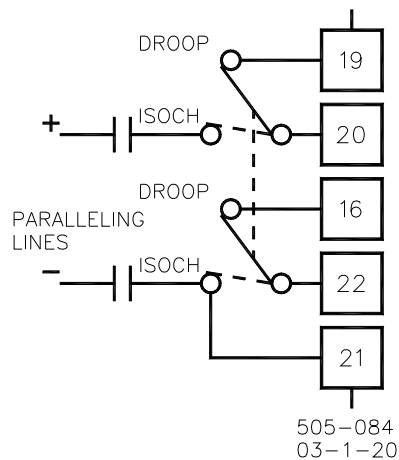 DROOP
19
+
ISOCH
20
DROOP
16
PARALLELING
LINES
−
ISOCH
22
21
505−084
03−1−20